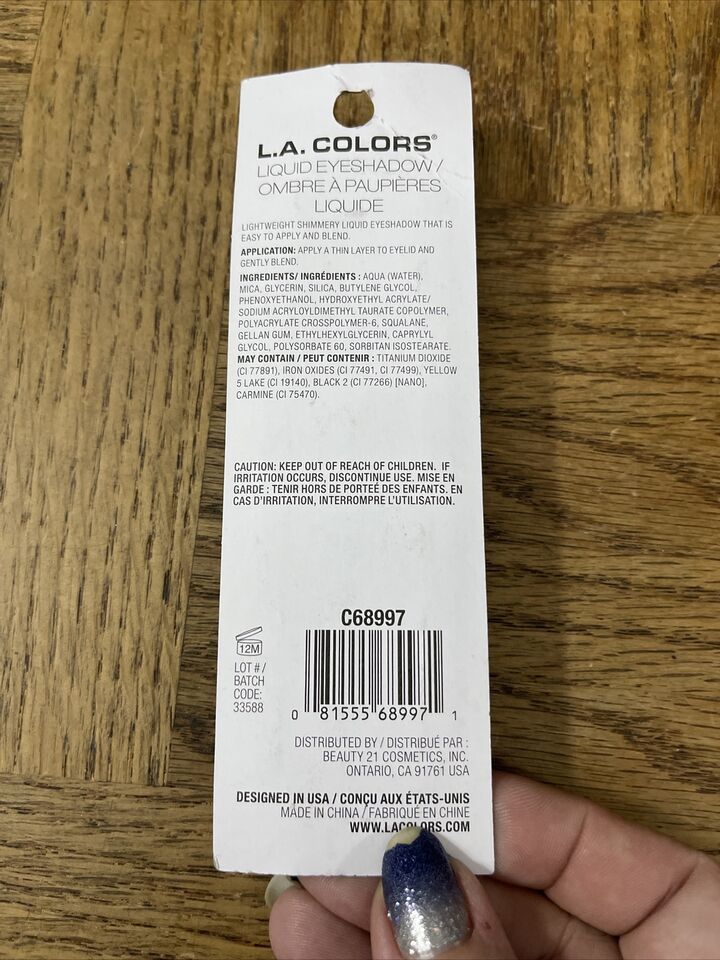 L.A. COLORS®
LIQUID EYESHADOW /
OMBRE À PAUPIÈRES
LIQUIDE
LIGHTWEIGHT SHIMMERY LIQUID EYESHADOW THAT IS
EASY TO APPLY AND BLEND.
APPLICATION: APPLY A THIN LAYER TO EYELID AND
GENTLY BLEND.
INGREDIENTS/ INGRÉDIENTS : AQUA (WATER),
MICA, GLYCERIN, SILICA, BUTYLENE GLYCOL,
PHENOXYETHANOL, HYDROXYETHYL ACRYLATE/
SODIUM ACRYLOYLDIMETHYL TAURATE COPOLYMER,
POLYACRYLATE CROSSPOLYMER-6, SQUALANE,
GELLAN GUM, ETHYLHEXYLGLYCERIN, CAPRYLYL
GLYCOL, POLYSORBATE 60, SORBITAN ISOSTEARATE.
MAY CONTAIN / PEUT CONTENIR : TITANIUM DIOXIDE
(CI 77891), IRON OXIDES (CI 77491, CI 77499), YELLOW
5 LAKE (CI 19140), BLACK 2 (CI 77266) [NANO],
CARMINE (CI 75470).
CAUTION: KEEP OUT OF REACH OF CHILDREN. IF
IRRITATION OCCURS, DISCONTINUE USE. MISE EN
GARDE : TENIR HORS DE PORTEÉ DES ENFANTS. EN
CAS D'IRRITATION, INTERROMPRE L'UTILISATION.
C68997
12M
LOT # /
BATCH
CODE:
33588
0 81555 68997 1
DISTRIBUTED BY / DISTRIBUÉ PAR :
BEAUTY 21 COSMETICS, INC.
ONTARIO, CA 91761 USA
DESIGNED IN USA / CONÇU AUX ÉTATS-UNIS
MADE IN CHINA / FABRIQUÉ EN CHINE
WWW.LACOLORS.COM